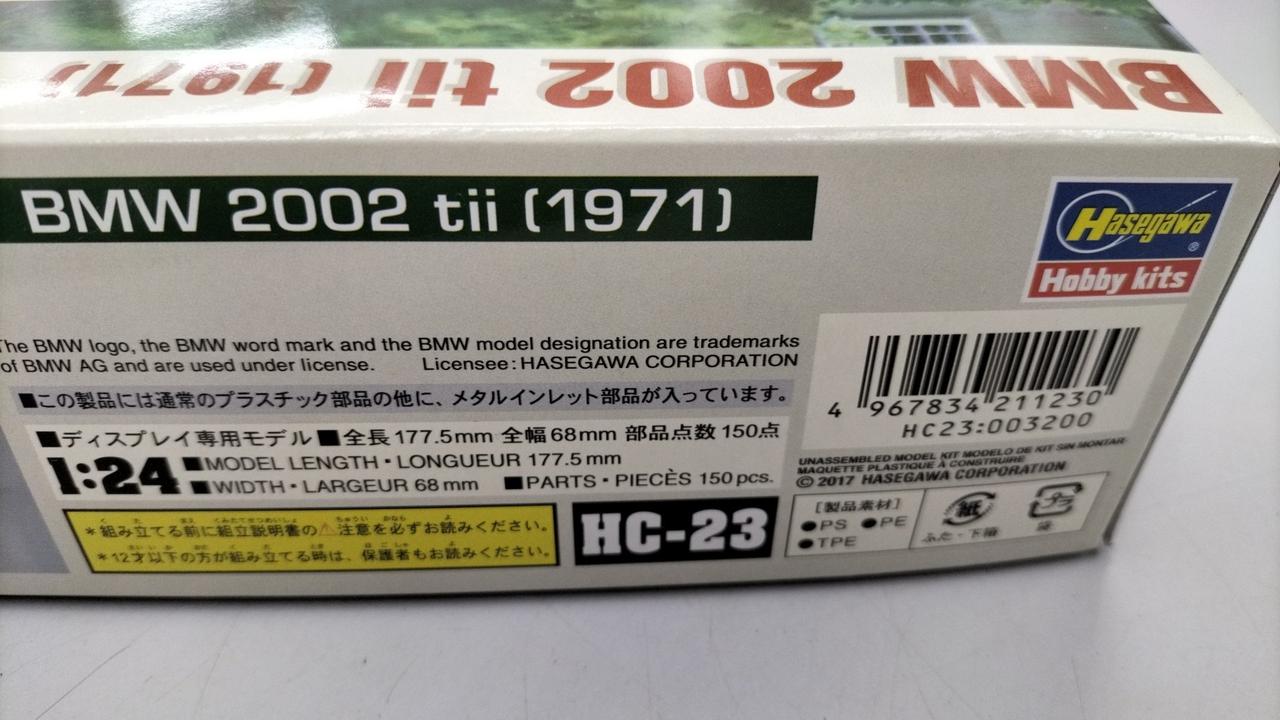 BMW 2002 tii (1971)
BMW 2002 tii (1971)
Hasegawa®
Hobby kits
The BMW logo, the BMW word mark and the BMW model designation are trademarks
of BMW AG and are used under license. Licensee: HASEGAWA CORPORATION
■この製品には通常のプラスチック部品の他に、メタルインレット部品が入っています。
■ディスプレイ専用モデル ■全長177.5mm 全幅68mm 部品点数150点
1:24 ■MODEL LENGTH・LONGUEUR 177.5mm
■WIDTH・LARGEUR 68mm ■PARTS・PIECÈS 150pcs.
*組み立てる前に組立説明書の⚠注意を必ずお読みください。
*12才以下の方が組み立てる時は、保護者もお読みください。
HC-23
4 967834 211230
HC23:003200
UNASSEMBLED MODEL KIT MODELO DE KIT SIN MONTAR
MAQUETTE PLASTIQUE À CONSTRUIRE
© 2017 HASEGAWA CORPORATION
[製品素材]
●PS ●PE
●TPE
紙
ふた・下箱
プラ
袋